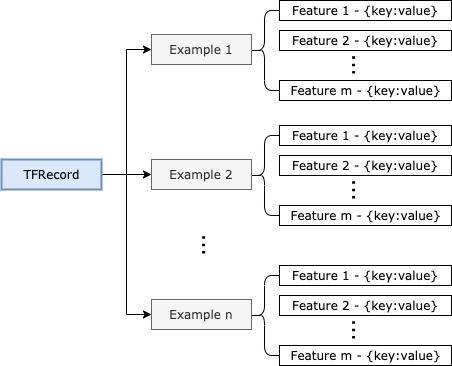 Feature 1 - {key:value}
Example 1
Feature 2 - {key:value}
Feature m - {key:value}
TFRecord
Feature 1 - {key:value}
Example 2
Feature 2 - {key:value}
Feature m - {key:value}
Feature 1 - {key:value}
Example n
Feature 2 - {key:value}
Feature m - {key:value}